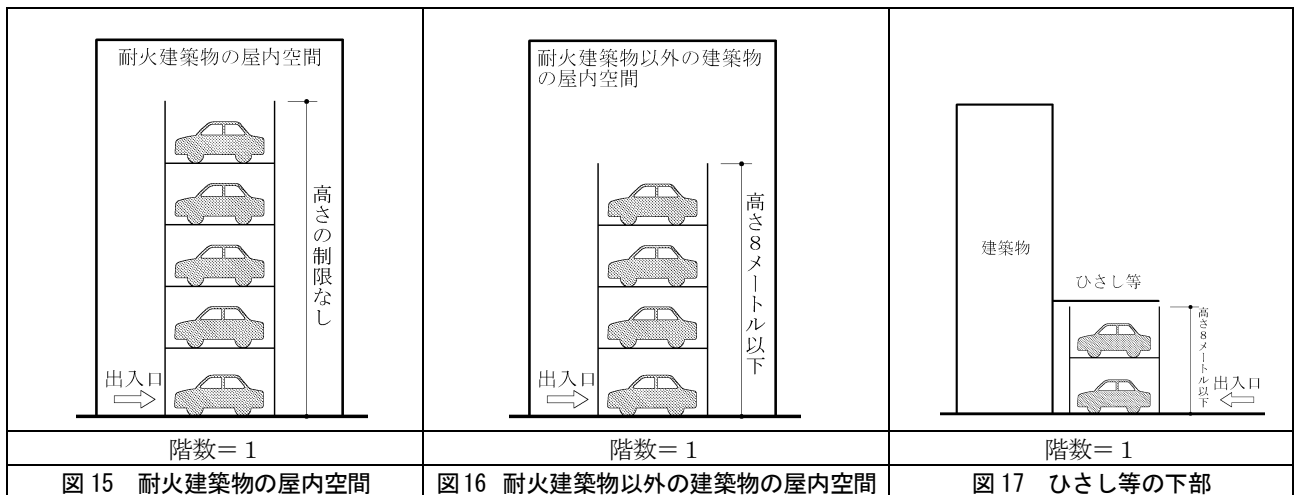 耐火建築物の屋内空間
高さの制限なし
出入口
階数=1
図15 耐火建築物の屋内空間
耐火建築物以外の建築物
の屋内空間
高さ8メートル以下
出入口
階数=1
図16 耐火建築物以外の建築物の屋内空間
建築物
ひさし等
高さ8メートル以下
出入口
階数=1
図17 ひさし等の下部